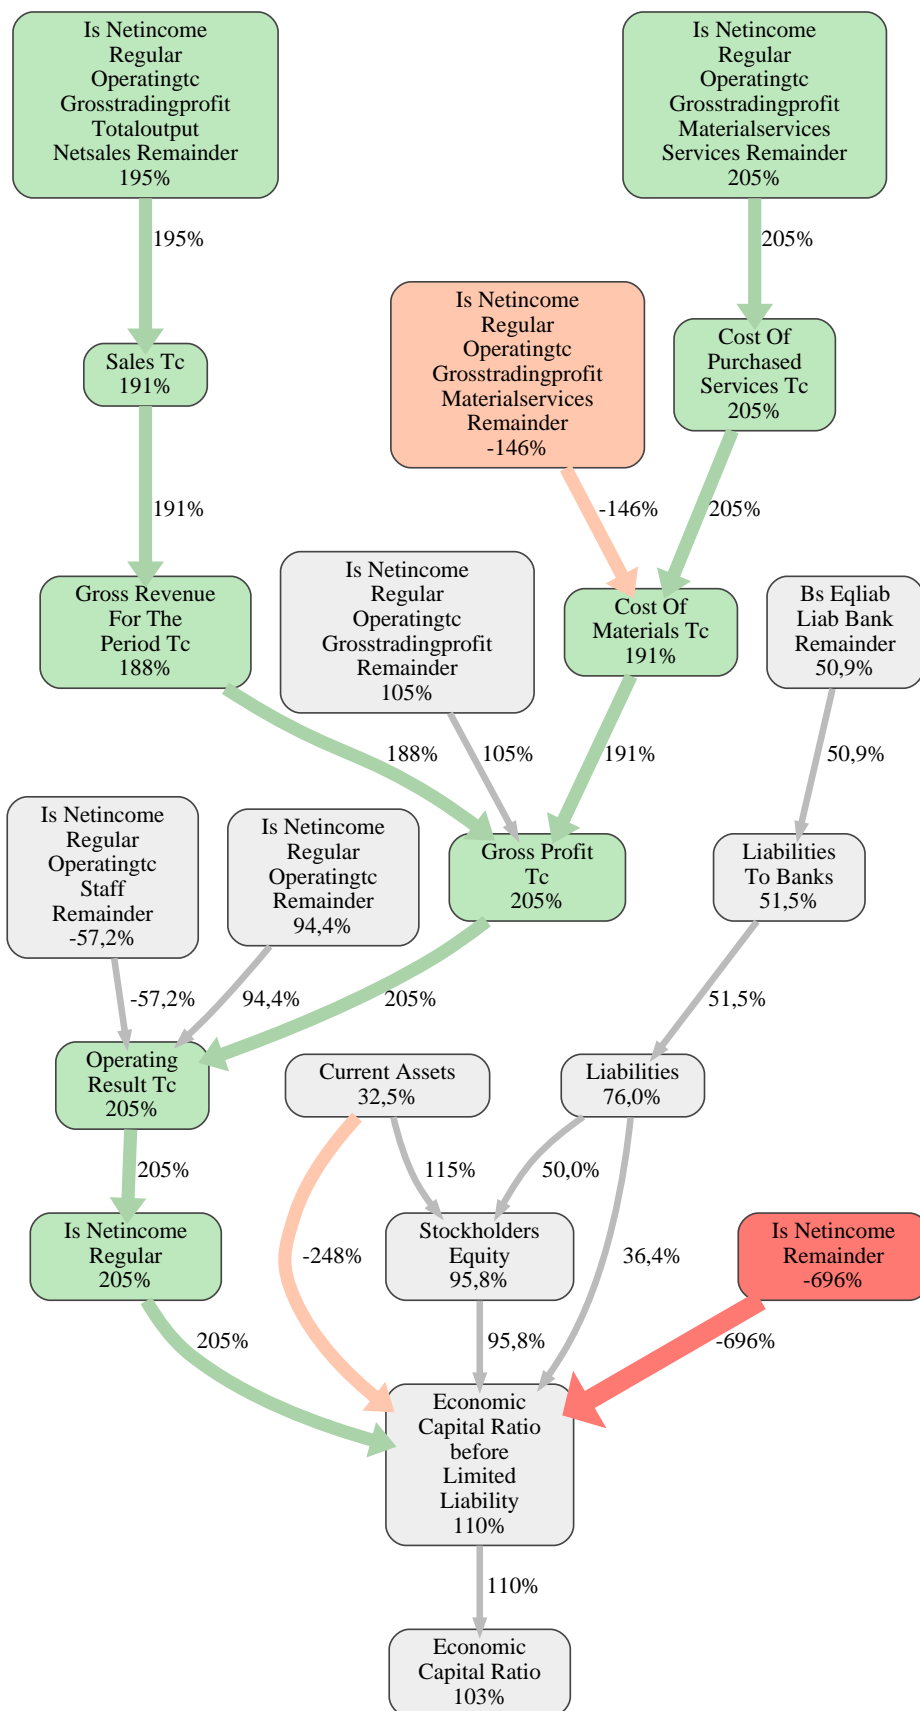 Is Netincome
Regular
Operatingtc
Grosstradingprofit
Totaloutput
Netsales Remainder
195%
Is Netincome
Regular
Operatingtc
Grosstradingprofit
Materialservices
Services Remainder
205%
195%
205%
Is Netincome
Regular
Operatingtc
Grosstradingprofit
Materialservices
Remainder
-146%
Cost Of
Purchased
Services Tc
205%
Sales Tc
191%
191%
-146%
205%
Is Netincome
Regular
Operatingtc
Grosstradingprofit
Remainder
105%
Gross Revenue
For The
Period Tc
188%
Cost Of
Materials Tc
191%
Bs Eqliab
Liab Bank
Remainder
50,9%
188%
105%
191%
50,9%
Is Netincome
Regular
Operatingtc
Staff
Remainder
-57,2%
Is Netincome
Regular
Operatingtc
Remainder
94,4%
Gross Profit
Tc
205%
Liabilities
To Banks
51,5%
-57,2%
94,4%
205%
51,5%
Operating
Result Tc
205%
Current Assets
32,5%
Liabilities
76,0%
205%
115%
50,0%
Is Netincome
Regular
205%
-248%
Stockholders
Equity
95,8%
36,4%
Is Netincome
Remainder
-696%
205%
95,8%
-696%
Economic
Capital Ratio
before
Limited
Liability
110%
110%
Economic
Capital Ratio
103%